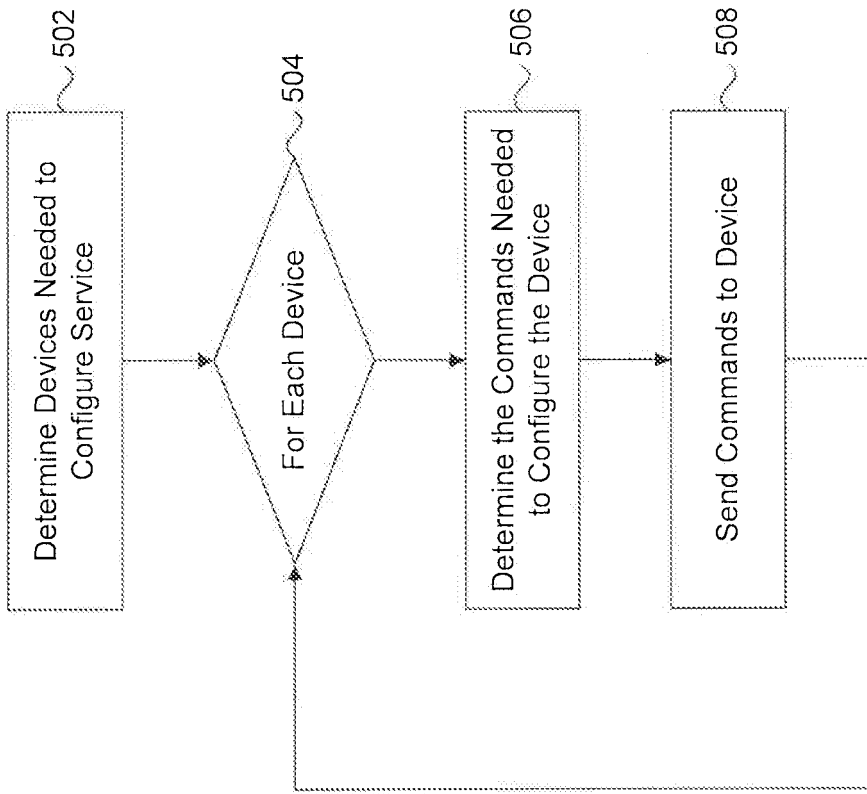 502
Determine Devices Needed to
Configure Service
504
For Each Device
506
Determine the Commands Needed
to Configure the Device
508
Send Commands to Device